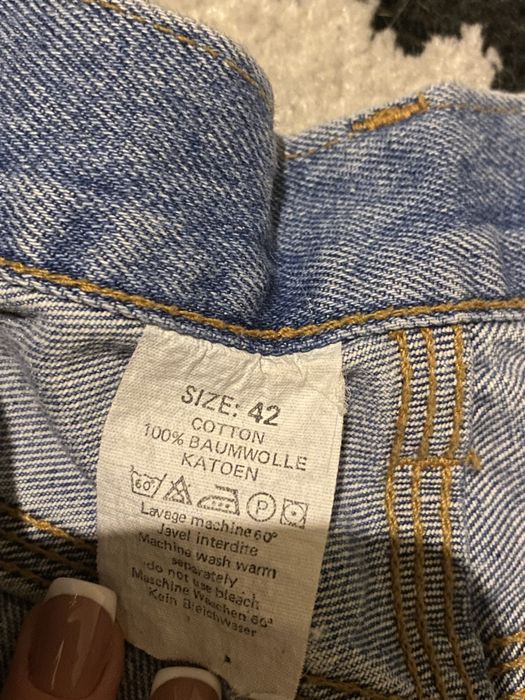 SIZE: 42
COTTON
100% BAUMWOLLE
KATOEN
60° P
Lavage machine 60°
Javel interdite
Machine wash warm
separately
do not use bleach
Maschine Waschen 60°
Kein Bleichwaser